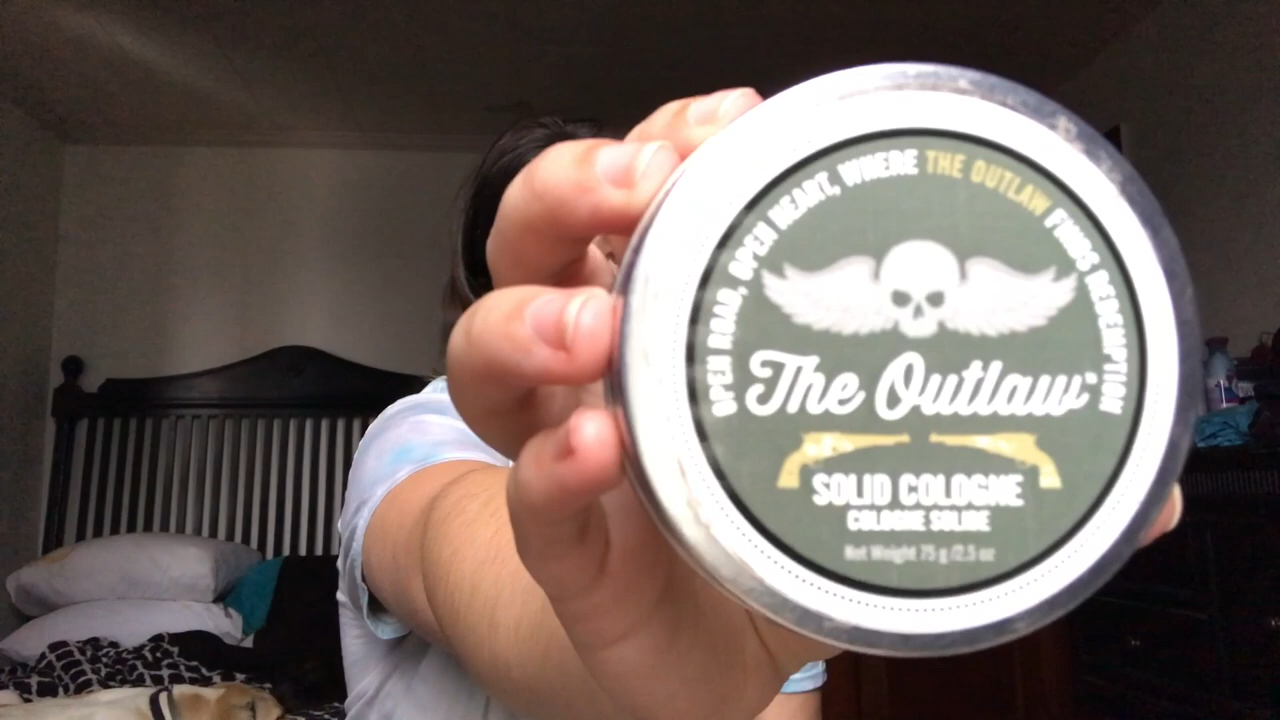 OPEN ROAD, OPEN HEART, WHERE THE OUTLAW FINDS REDEMPTION
The Outlaw
SOLID COLOGNE
COLOGNE SOLIDE
Net Weight 75 g /2.5 oz